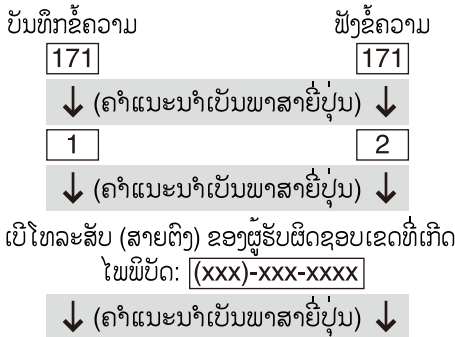 ບັນທຶກຂໍ້ຄວາມ ຟັງຂໍ້ຄວາມ
171 171
↓ (ຄຳແນະນຳເປັນພາສາຍີ່ປຸ່ນ) ↓
1 2
↓ (ຄຳແນະນຳເປັນພາສາຍີ່ປຸ່ນ) ↓
ເບີໂທລະສັບ (ສາຍຕົງ) ຂອງຜູ້ຮັບຜິດຊອບເຂດທີ່ເກີດ
ໄພພິບັດ: (xxx)-xxx-xxxx
↓ (ຄຳແນະນຳເປັນພາສາຍີ່ປຸ່ນ) ↓